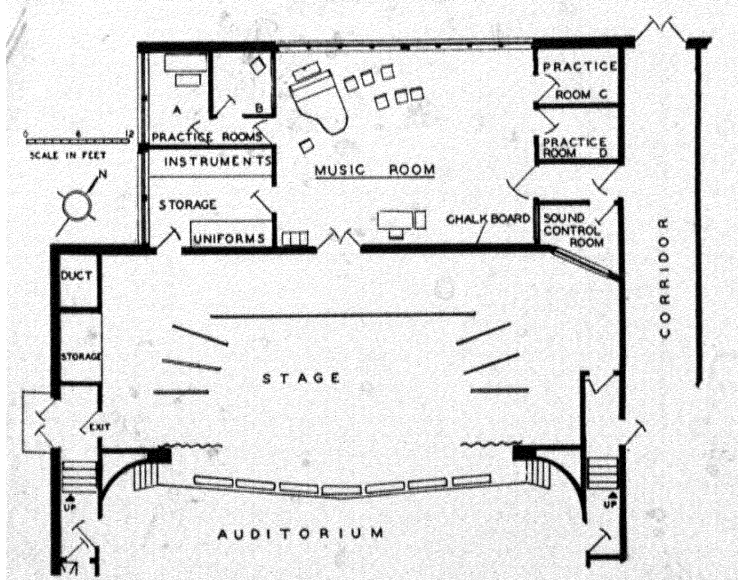 PRACTICE
ROOM C
A
B
PRACTICE ROOMS
0 6 12
SCALE IN FEET
INSTRUMENTS
PRACTICE
ROOM D
MUSIC ROOM
N
STORAGE
UNIFORMS
CHALK BOARD
SOUND
CONTROL
ROOM
CORRIDOR
DUCT
STORAGE
STAGE
EXIT
UP
UP
AUDITORIUM